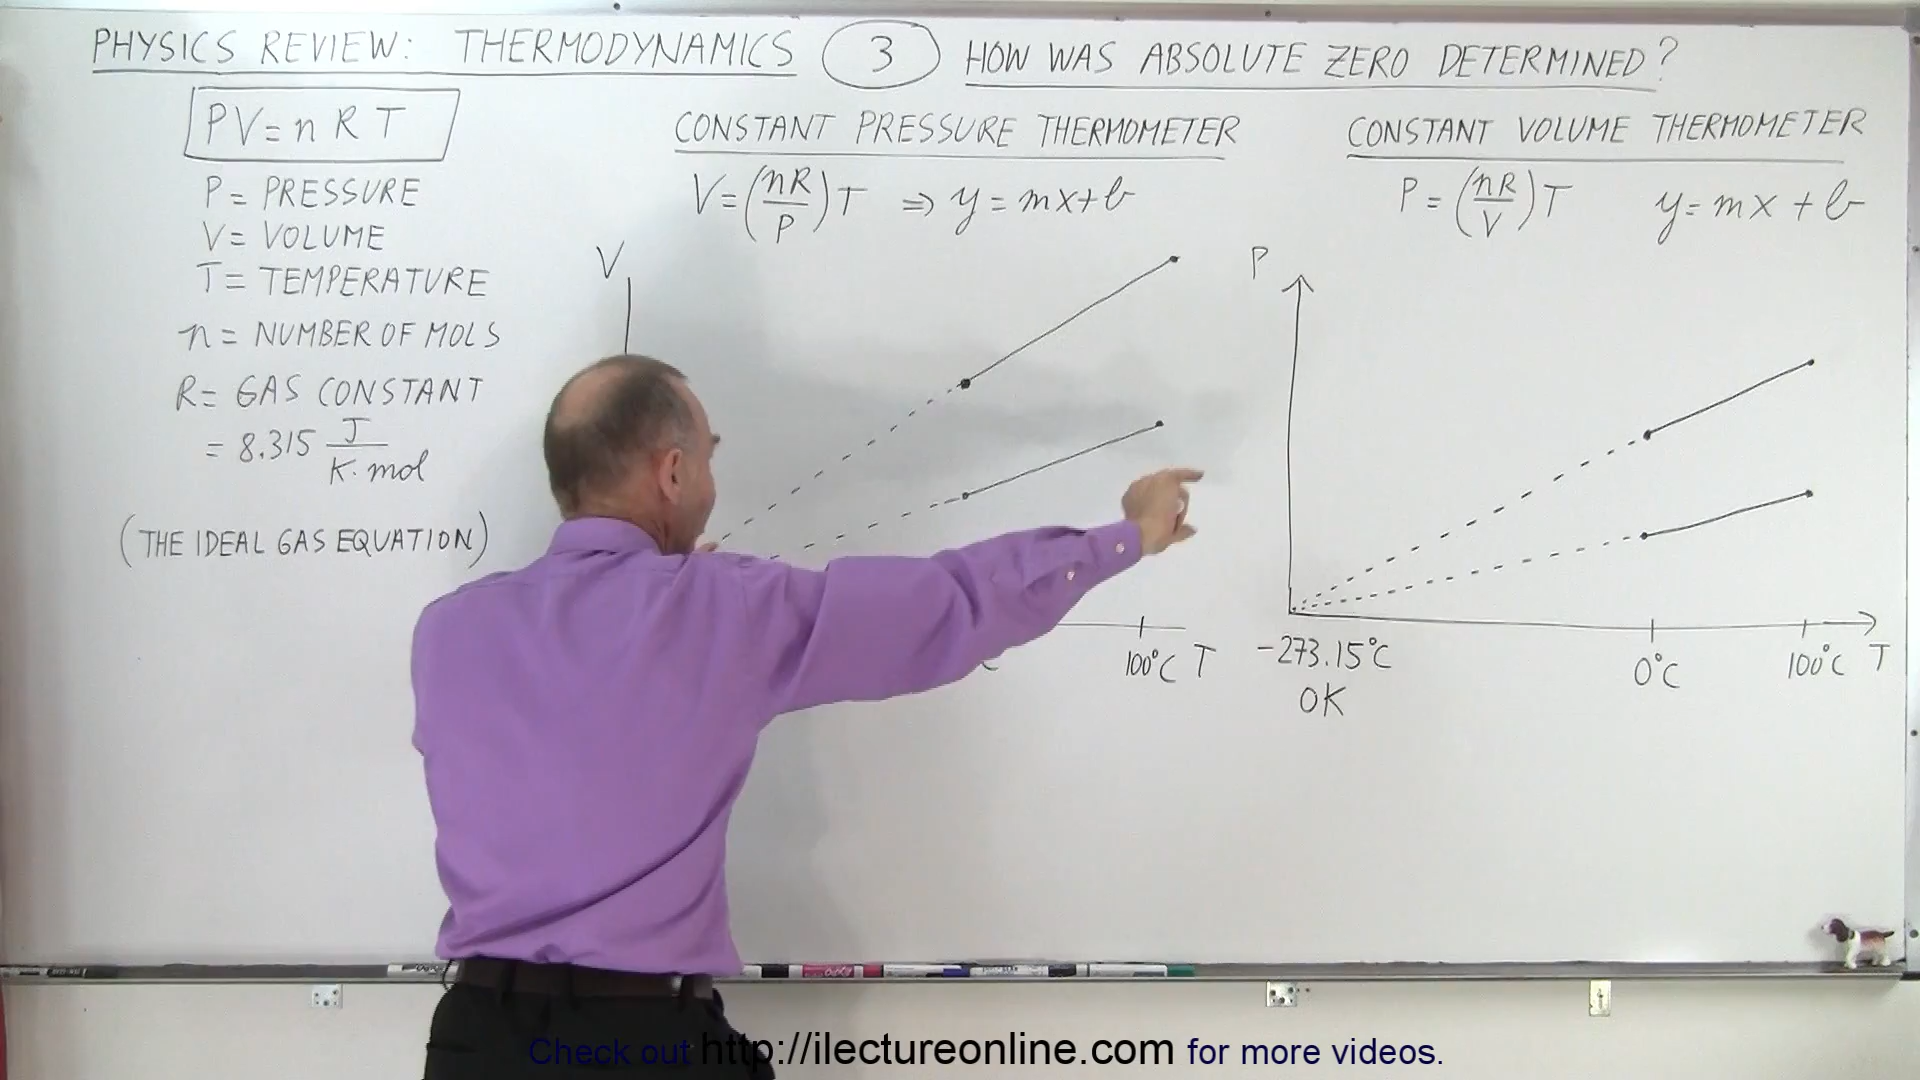 PHYSICS REVIEW: THERMODYNAMICS 3 HOW WAS ABSOLUTE ZERO DETERMINED?
PV = n R T
P = PRESSURE
V = VOLUME
T = TEMPERATURE
n = NUMBER OF MOLS
R = GAS CONSTANT
= 8.315 J/K·mol
(THE IDEAL GAS EQUATION)
CONSTANT PRESSURE THERMOMETER
V = (nR/P)T ⇒ y = mx + b
V
100°C T
CONSTANT VOLUME THERMOMETER
P = (nR/V)T y = mx + b
P
-273.15°C 0°C 100°C T
0K
Check out http://ilectureonline.com for more videos.